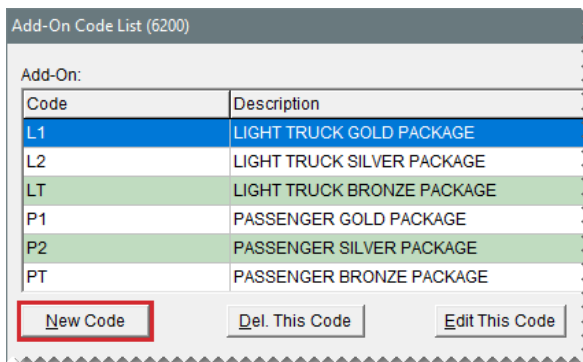 Add-On Code List (6200)
Add-On:
Code Description
L1 LIGHT TRUCK GOLD PACKAGE
L2 LIGHT TRUCK SILVER PACKAGE
LT LIGHT TRUCK BRONZE PACKAGE
P1 PASSENGER GOLD PACKAGE
P2 PASSENGER SILVER PACKAGE
PT PASSENGER BRONZE PACKAGE
New Code Del. This Code Edit This Code